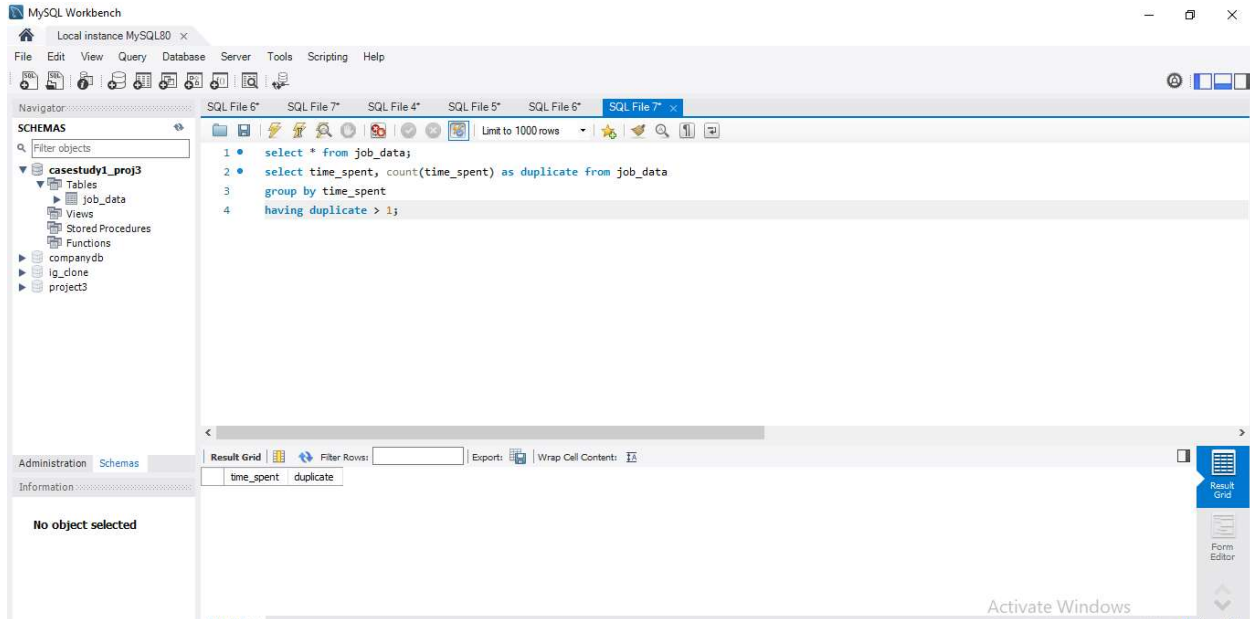 MySQL Workbench
Local instance MySQL80 ×
File Edit View Query Database Server Tools Scripting Help
Navigator
SCHEMAS
Filter objects
casestudy1_proj3
Tables
job_data
Views
Stored Procedures
Functions
companydb
ig_clone
project3
Administration Schemas
Information
No object selected
SQL File 6* SQL File 7* SQL File 4* SQL File 5* SQL File 6* SQL File 7* ×
Limit to 1000 rows
1 select * from job_data;
2 select time_spent, count(time_spent) as duplicate from job_data
3 group by time_spent
4 having duplicate > 1;
Result Grid Filter Rows: Export: Wrap Cell Content: IA
time_spent duplicate
Result
Grid
Form
Editor
Activate Windows